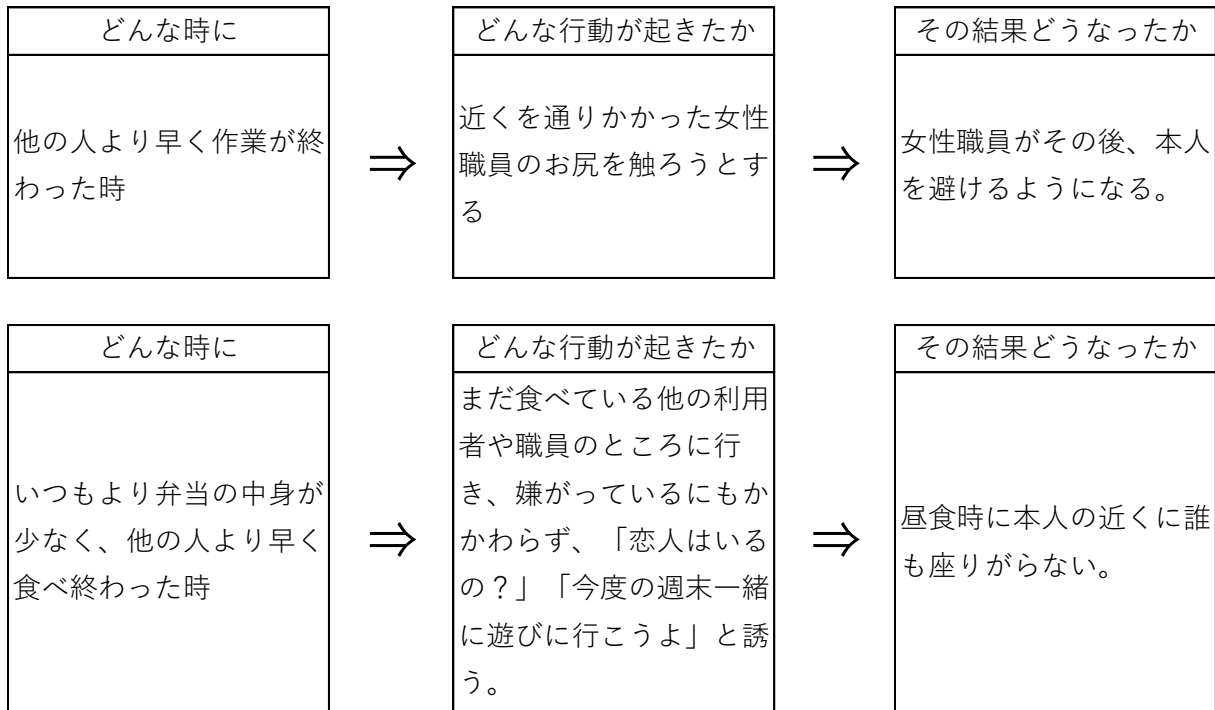 どんな時に
他の人より早く作業が終
わった時
⇒
どんな行動が起きたか
近くを通りかかった女性
職員のお尻を触ろうとす
る
⇒
その結果どうなったか
女性職員がその後、本人
を避けるようになる。
どんな時に
いつもより弁当の中身が
少なく、他の人より早く
食べ終わった時
⇒
どんな行動が起きたか
まだ食べている他の利用
者や職員のところに行
き、嫌がっているにもか
かわらず、「恋人はいる
の？」「今度の週末一緒
に遊びに行こうよ」と誘
う。
⇒
その結果どうなったか
昼食時に本人の近くに誰
も座りがらない。